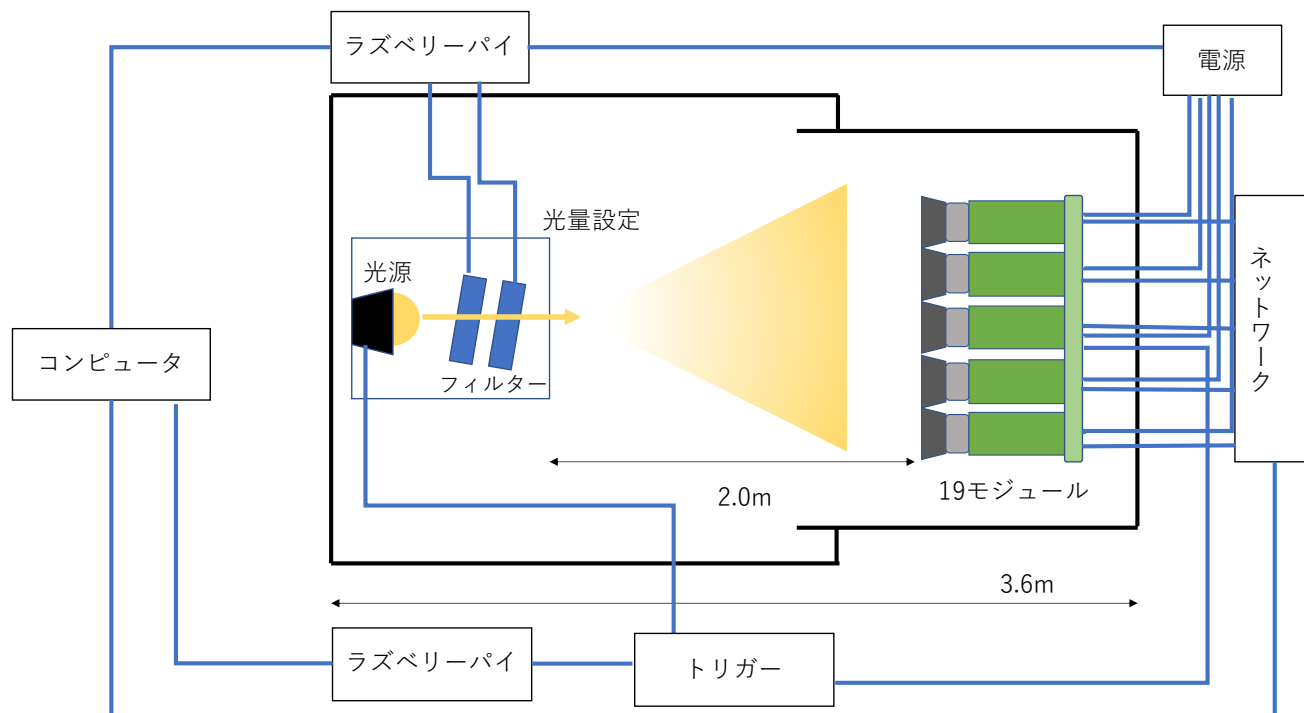 ラズベリーパイ
電源
光量設定
光源
ネットワーク
コンピュータ
フィルター
2.0m
19モジュール
3.6m
ラズベリーパイ
トリガー